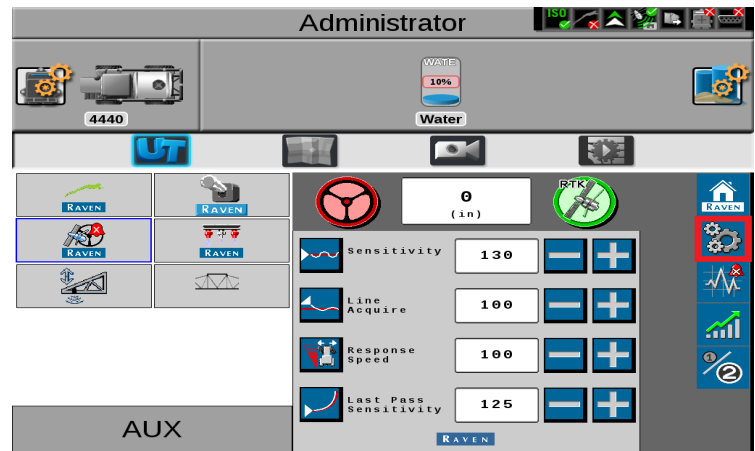 Administrator
ISO
WATE
10%
4440
Water
UT
RAVEN
RAVEN
RAVEN
RAVEN
0
(in)
RTK
RAVEN
Sensitivity
130
Line
Acquire
100
Response
Speed
100
Last Pass
Sensitivity
125
RAVEN
1/2
AUX